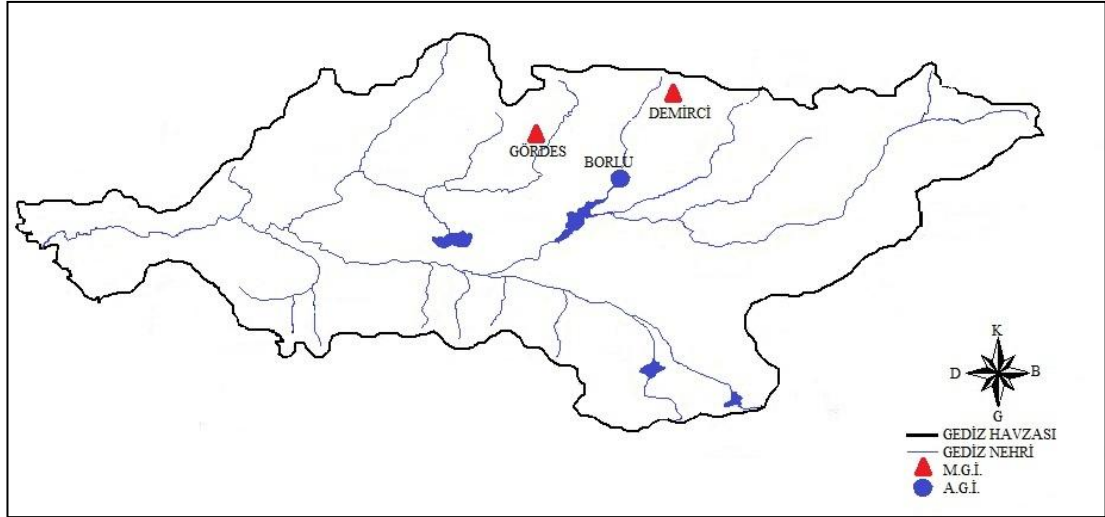 DEMİRCİ
GÖRDES
BORLU
K
D B
G
GEDİZ HAVZASI
GEDİZ NEHRİ
M.G.İ.
A.G.İ.